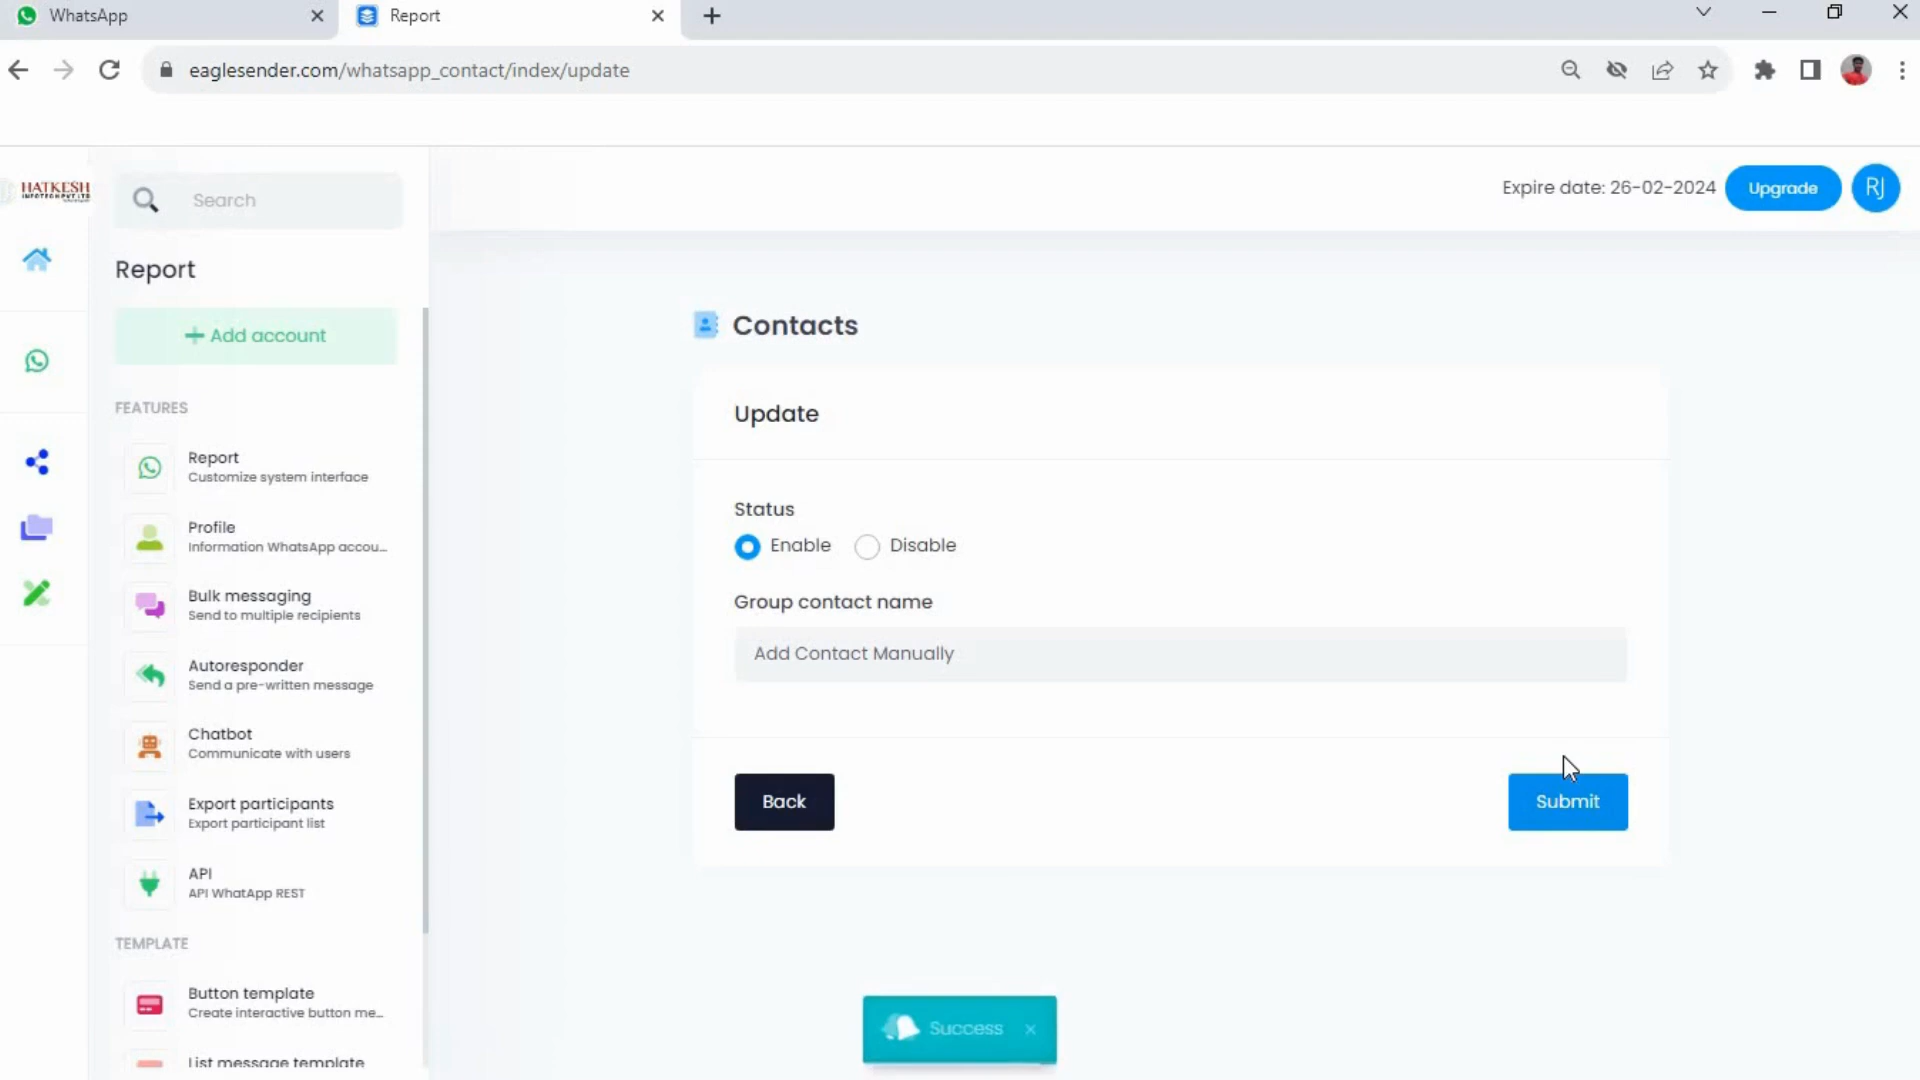 WhatsApp
Report
eaglesender.com/whatsapp_contact/index/update
HATKESH
Search
Expire date: 26-02-2024
Upgrade
RJ
Report
+ Add account
FEATURES
Report
Customize system interface
Profile
Information WhatsApp accou...
Bulk messaging
Send to multiple recipients
Autoresponder
Send a pre-written message
Chatbot
Communicate with users
Export participants
Export participant list
API
API WhatApp REST
TEMPLATE
Button template
Create interactive button me...
List message template
Contacts
Update
Status
Enable
Disable
Group contact name
Add Contact Manually
Back
Submit
Success